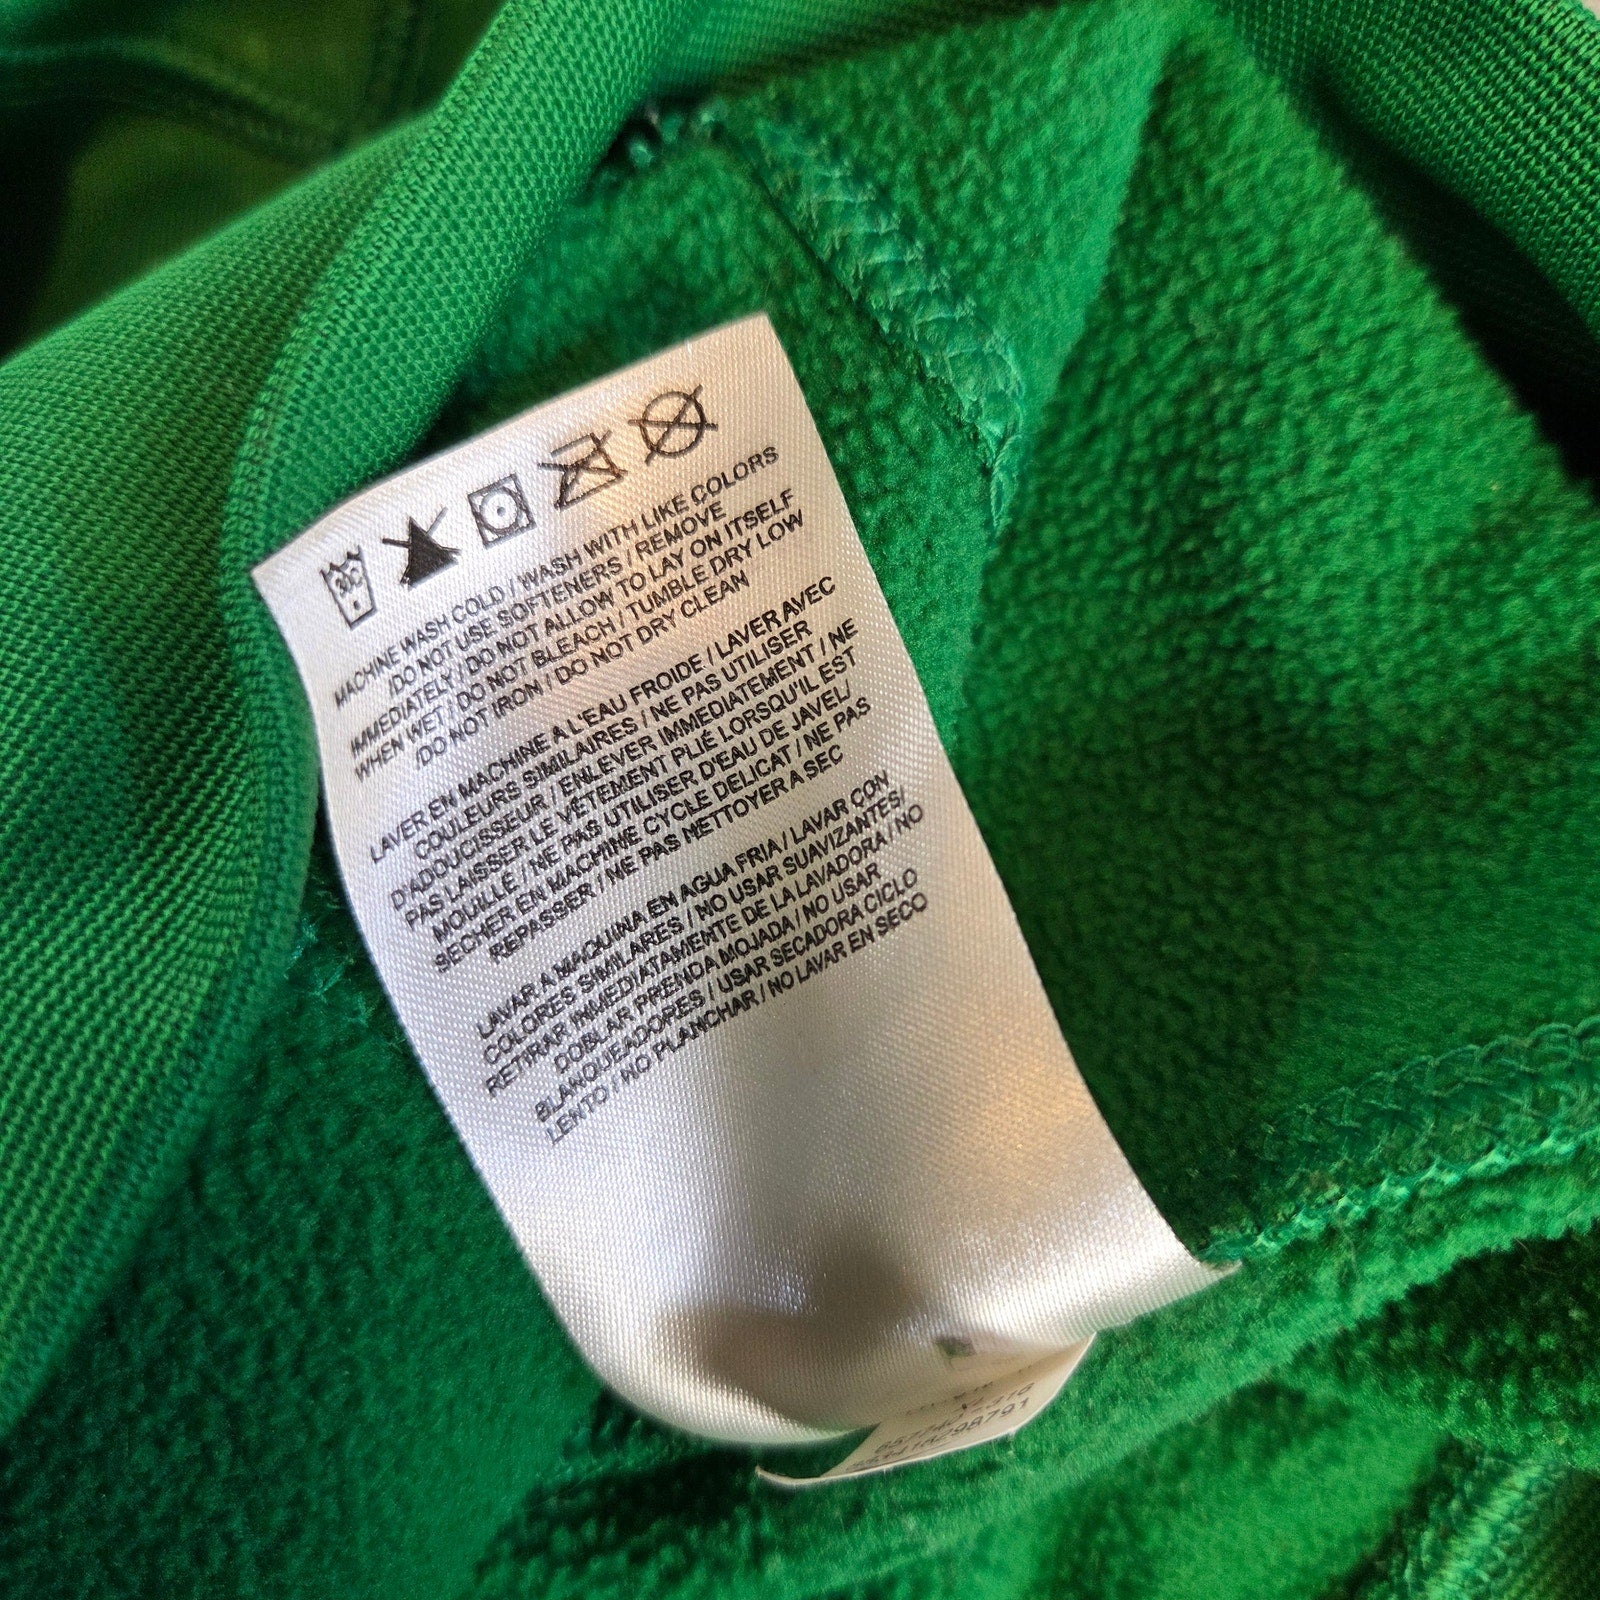 30C
MACHINE WASH COLD / WASH WITH LIKE COLORS
/DO NOT USE SOFTENERS / REMOVE
IMMEDIATELY / DO NOT ALLOW TO LAY ON ITSELF
WHEN WET / DO NOT BLEACH / TUMBLE DRY LOW
/DO NOT IRON / DO NOT DRY CLEAN
LAVER EN MACHINE A L'EAU FROIDE / LAVER AVEC
COULEURS SIMILAIRES / NE PAS UTILISER
D'ADOUCISSEUR / ENLEVER IMMEDIATEMENT / NE
PAS LAISSER LE VÊTEMENT PLIÉ LORSQU'IL EST
MOUILLE / NE PAS UTILISER D'EAU DE JAVEL/
SECHER EN MACHINE CYCLE DELICAT / NE PAS
REPASSER / NE PAS NETTOYER A SEC
LAVAR A MAQUINA EN AGUA FRIA / LAVAR CON
COLORES SIMILARES / NO USAR SUAVIZANTES/
RETIRAR IMMEDIATAMENTE DE LA LAVADORA / NO
DOBLAR PRENDA MOJADA / NO USAR
BLANQUEADORES / USAR SECADORA CICLO
LENTO / NO PLANCHAR / NO LAVAR EN SECO